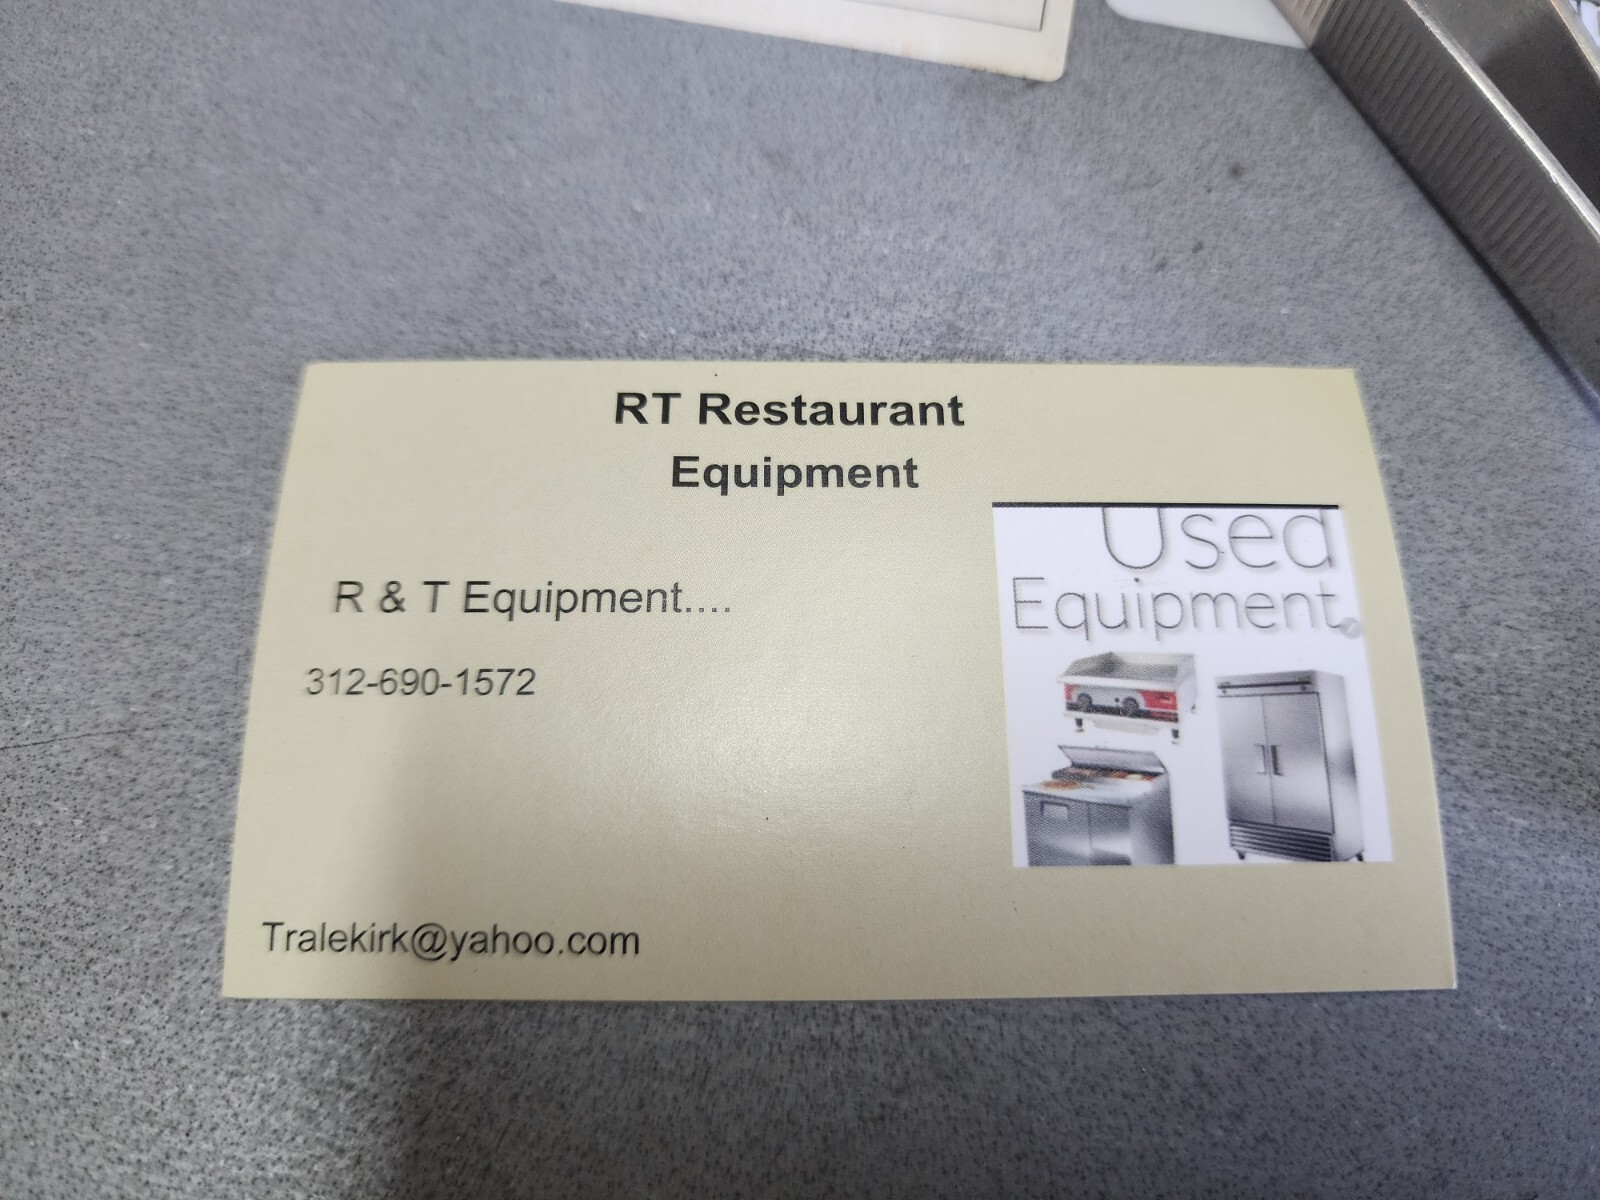 RT Restaurant
Equipment
Used
Equipment.
R & T Equipment....
312-690-1572
Tralekirk@yahoo.com